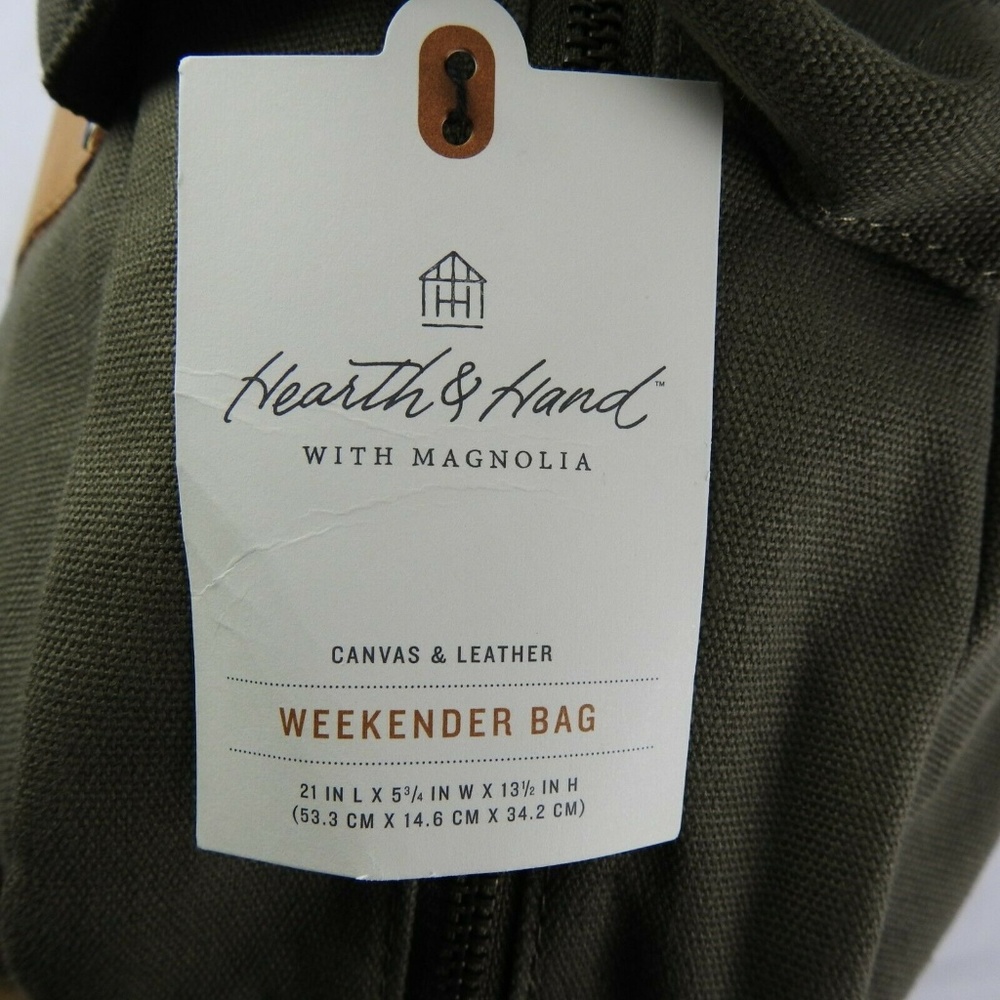 Hearth & Hand™
WITH MAGNOLIA
CANVAS & LEATHER
WEEKENDER BAG
21 IN L X 5¾ IN W X 13½ IN H
(53.3 CM X 14.6 CM X 34.2 CM)